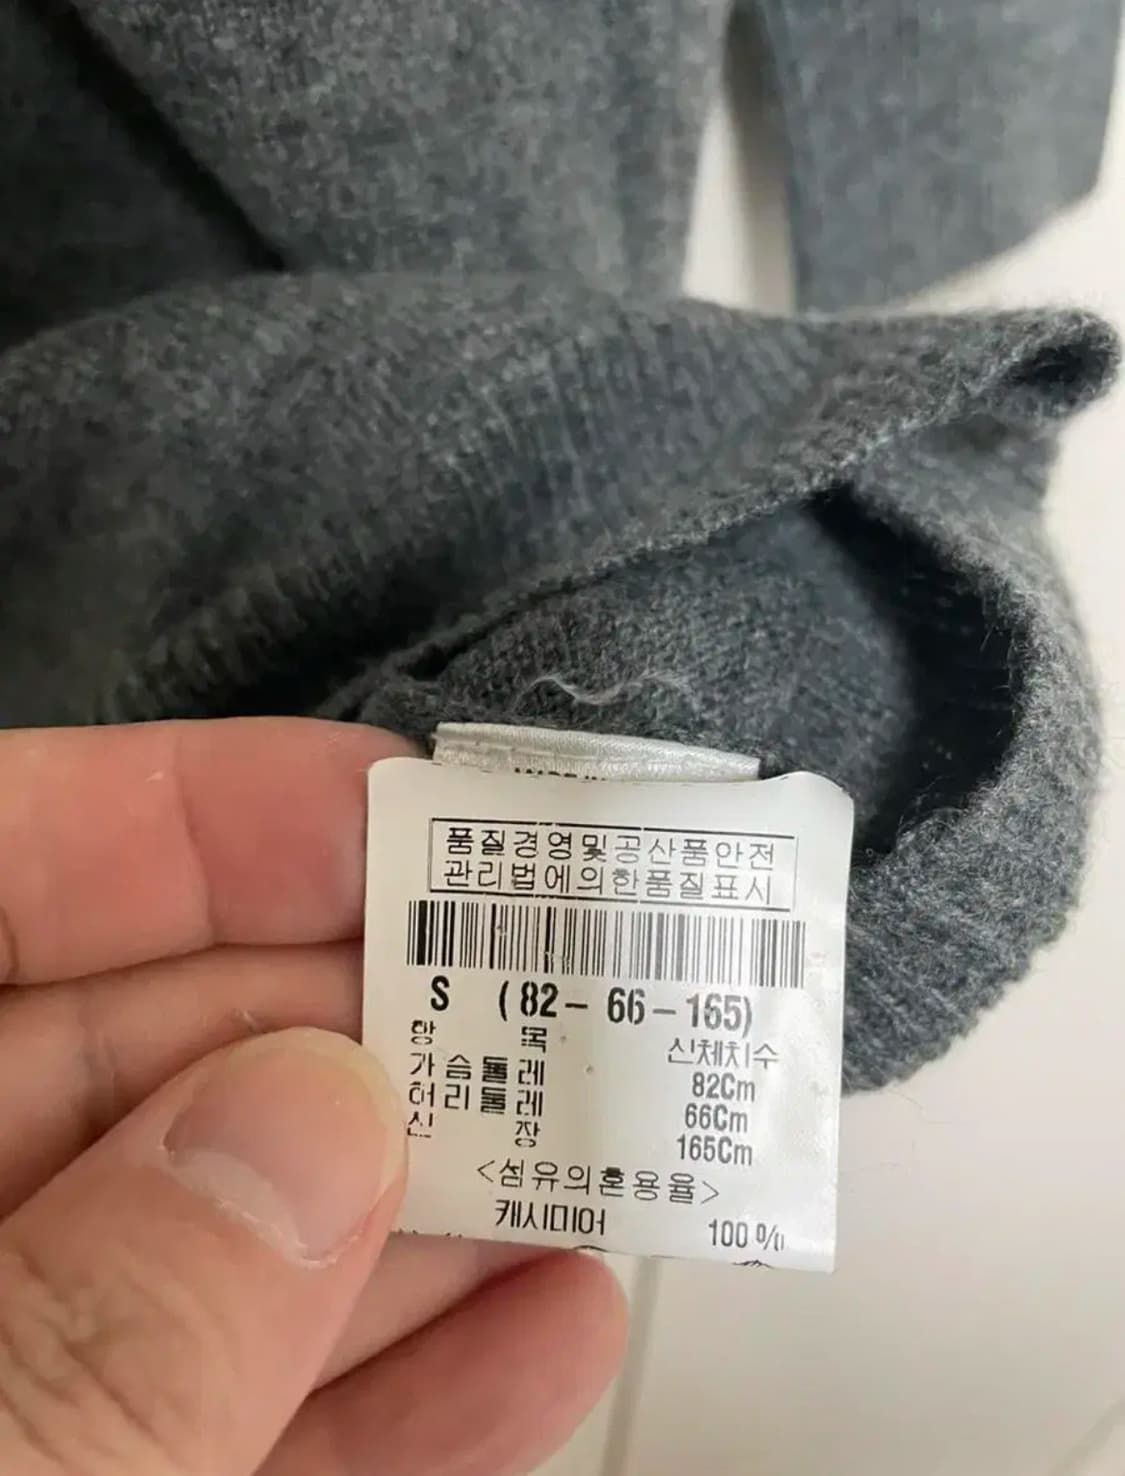 품질경영및공산품안전
관리법에의한품질표시
S (82-66-165)
항 목 신체치수
가슴둘레 82Cm
허리둘레 66Cm
신 장 165Cm
<섬유의혼용율>
캐시미어 100%